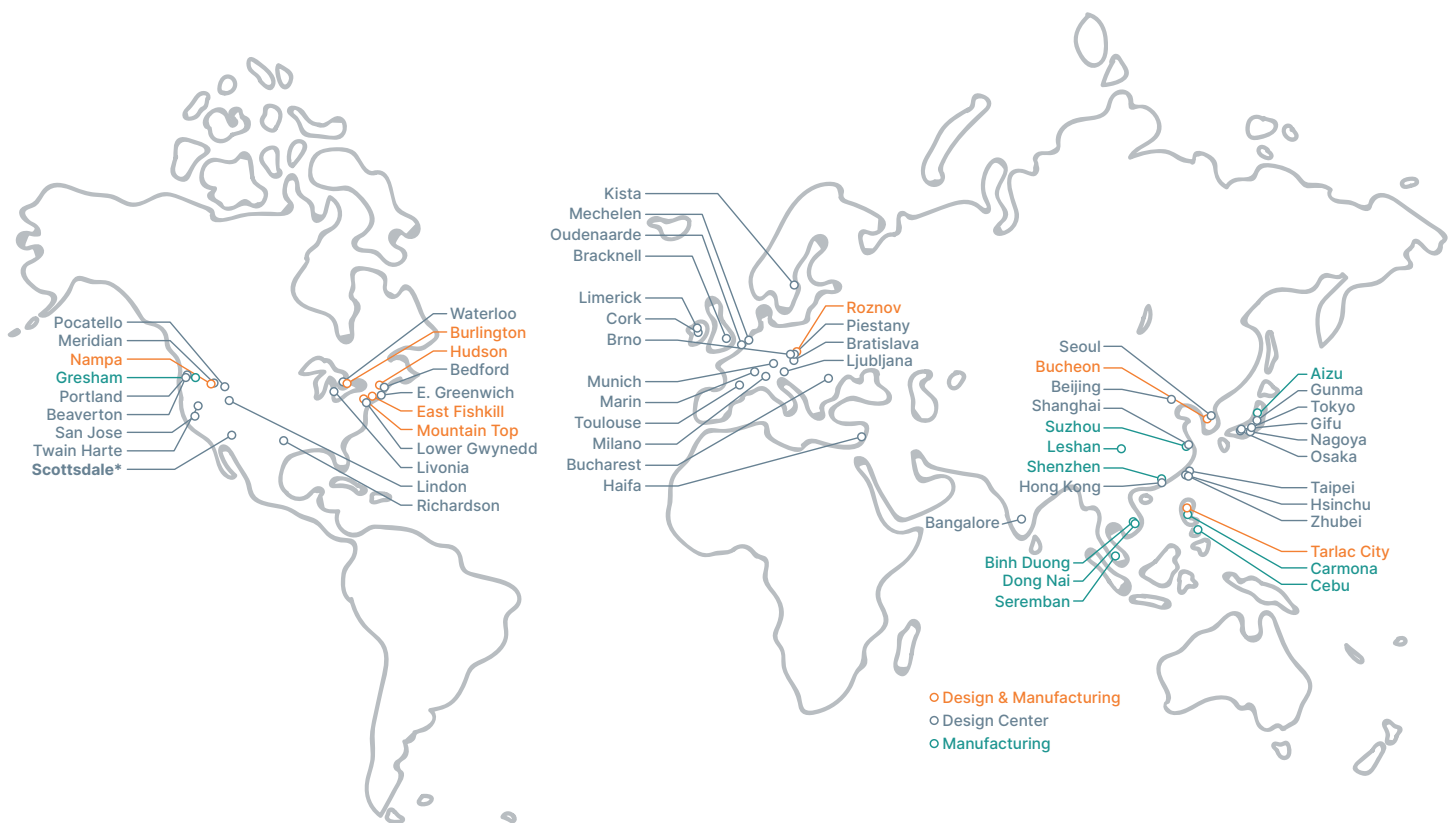 Pocatello
Meridian
Nampa
Gresham
Portland
Beaverton
San Jose
Twain Harte
Scottsdale*
Waterloo
Burlington
Hudson
Bedford
E. Greenwich
East Fishkill
Mountain Top
Lower Gwynedd
Livonia
Lindon
Richardson
Kista
Mechelen
Oudenaarde
Bracknell
Limerick
Cork
Brno
Munich
Marin
Toulouse
Milano
Bucharest
Haifa
Roznov
Piestany
Bratislava
Ljubljana
Bangalore
Seoul
Bucheon
Beijing
Shanghai
Suzhou
Leshan
Shenzhen
Hong Kong
Binh Duong
Dong Nai
Seremban
Aizu
Gunma
Tokyo
Gifu
Nagoya
Osaka
Taipei
Hsinchu
Zhubei
Tarlac City
Carmona
Cebu
Design & Manufacturing
Design Center
Manufacturing